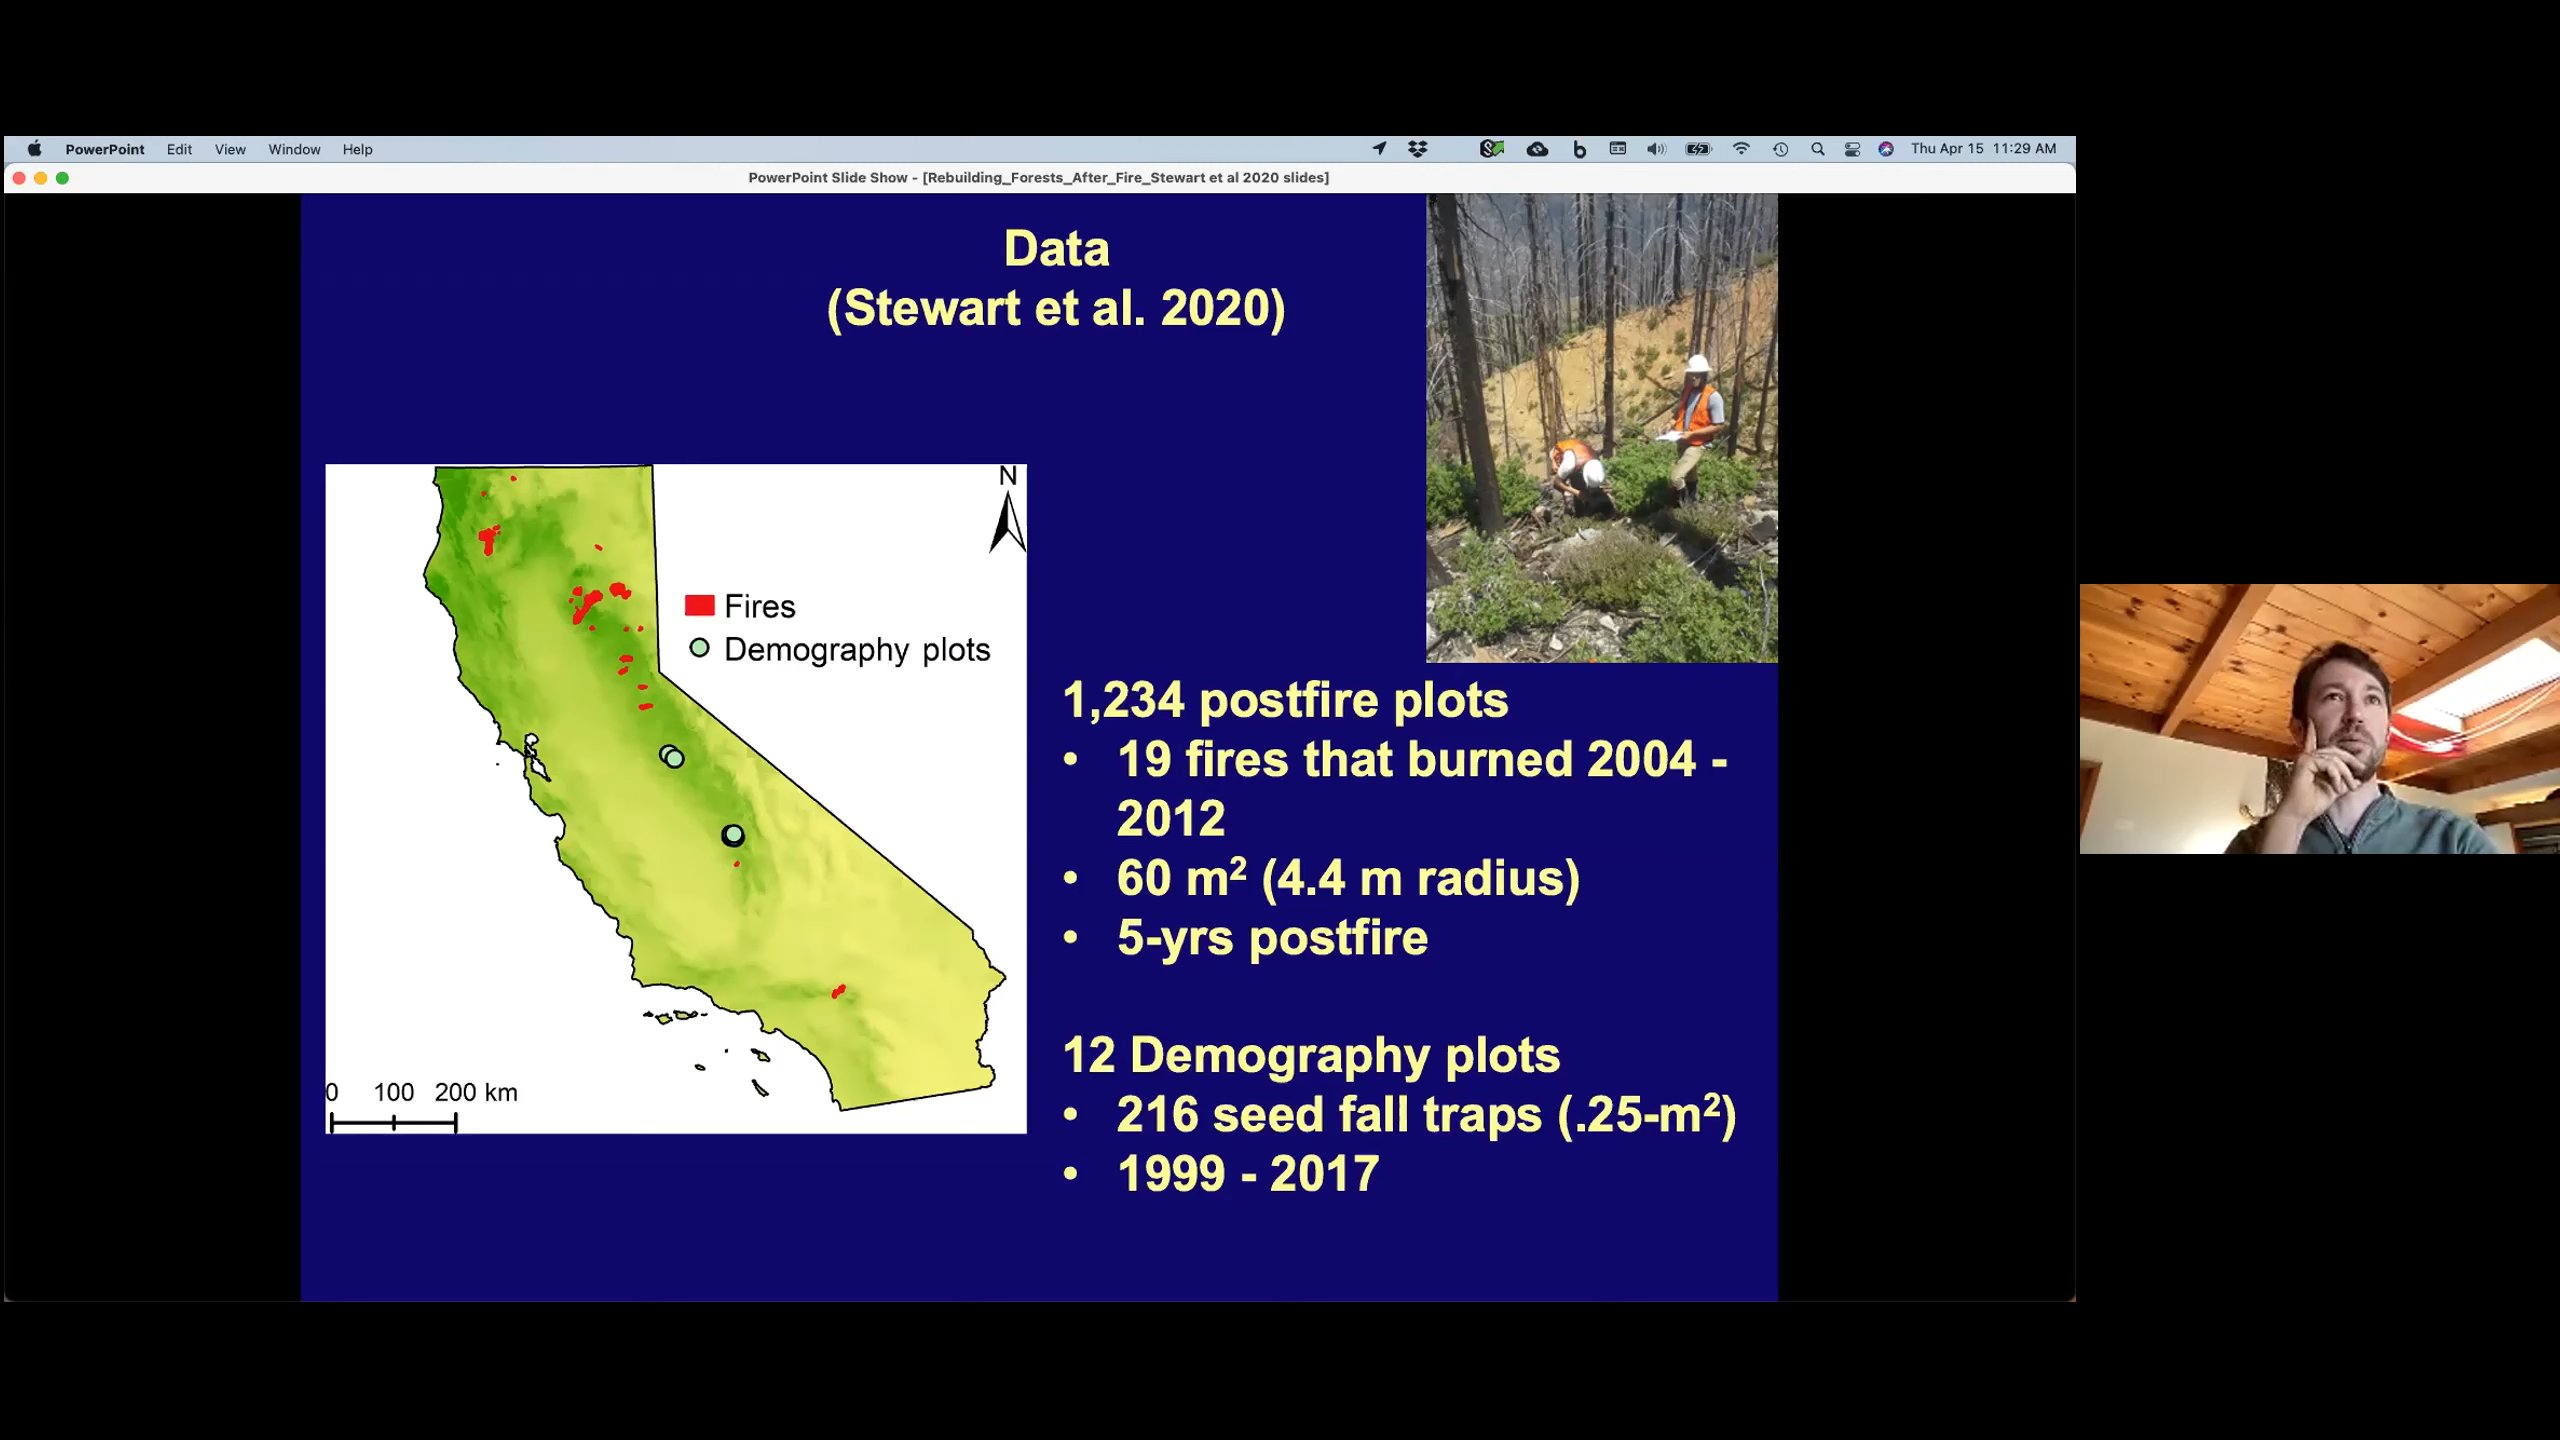 PowerPoint Edit View Window Help Thu Apr 15 11:29 AM
PowerPoint Slide Show - [Rebuilding_Forests_After_Fire_Stewart et al 2020 slides]
Data
(Stewart et al. 2020)
N
Fires
Demography plots
0 100 200 km
1,234 postfire plots
• 19 fires that burned 2004 -
2012
• 60 m² (4.4 m radius)
• 5-yrs postfire
12 Demography plots
• 216 seed fall traps (.25-m²)
• 1999 - 2017